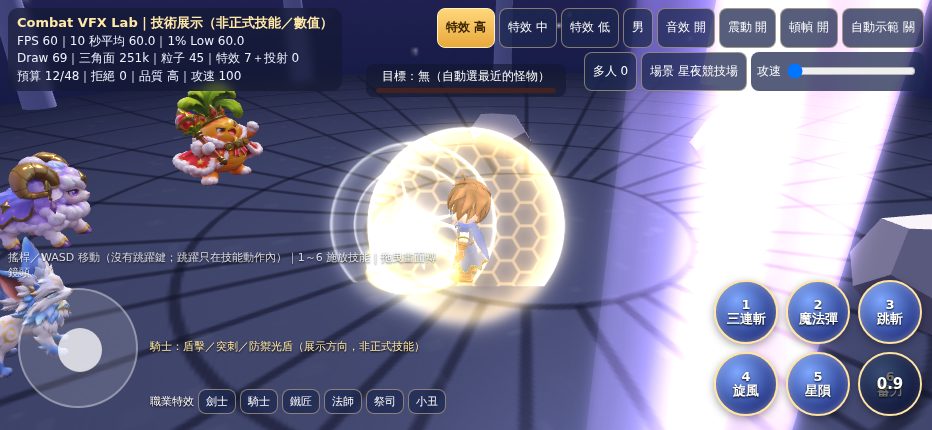 Combat VFX Lab｜技術展示（非正式技能／數值）
FPS 60｜10 秒平均 60.0｜1% Low 60.0
Draw 69｜三角面 251k｜粒子 45｜特效 7＋投射 0
預算 12/48｜拒絕 0｜品質 高｜攻速 100
特效 高
特效 中
特效 低
男
音效 開
震動 開
頓幀 開
自動示範 關
多人 0
場景 星夜競技場
攻速
目標：無（自動選最近的怪物）
搖桿／WASD 移動（沒有跳躍鍵；跳躍只在技能動作內）｜1～6 施放技能｜拖曳畫面轉
鏡頭
騎士：盾擊／突刺／防禦光盾（展示方向，非正式技能）
職業特效
劍士
騎士
鐵匠
法師
祭司
小丑
1
三連斬
2
魔法彈
3
跳斬
4
旋風
5
星隕
6
0.9
蓄力